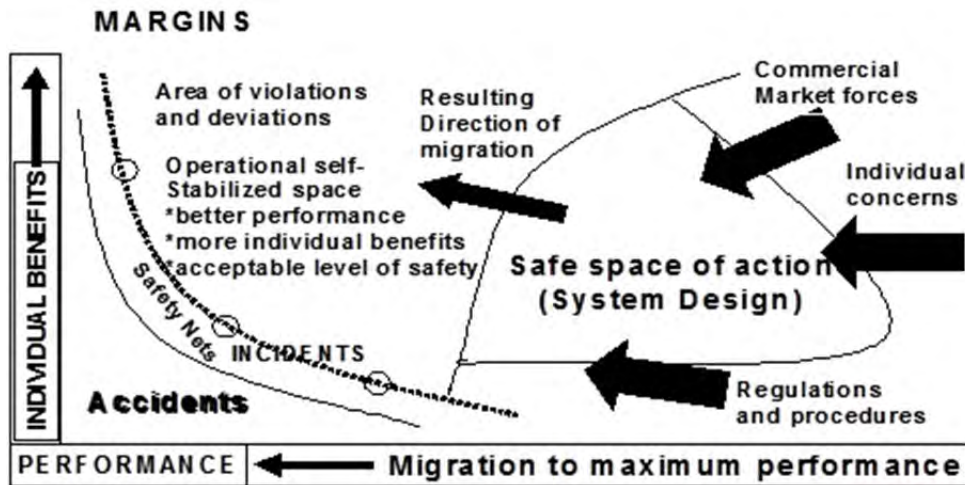 MARGINS
INDIVIDUAL BENEFITS
Area of violations
and deviations
Operational self-
Stabilized space
*better performance
*more individual benefits
*acceptable level of safety
Resulting
Direction of
migration
Commercial
Market forces
Individual
concerns
Safe space of action
(System Design)
Safety Nets
INCIDENTS
Accidents
Regulations
and procedures
PERFORMANCE
Migration to maximum performance